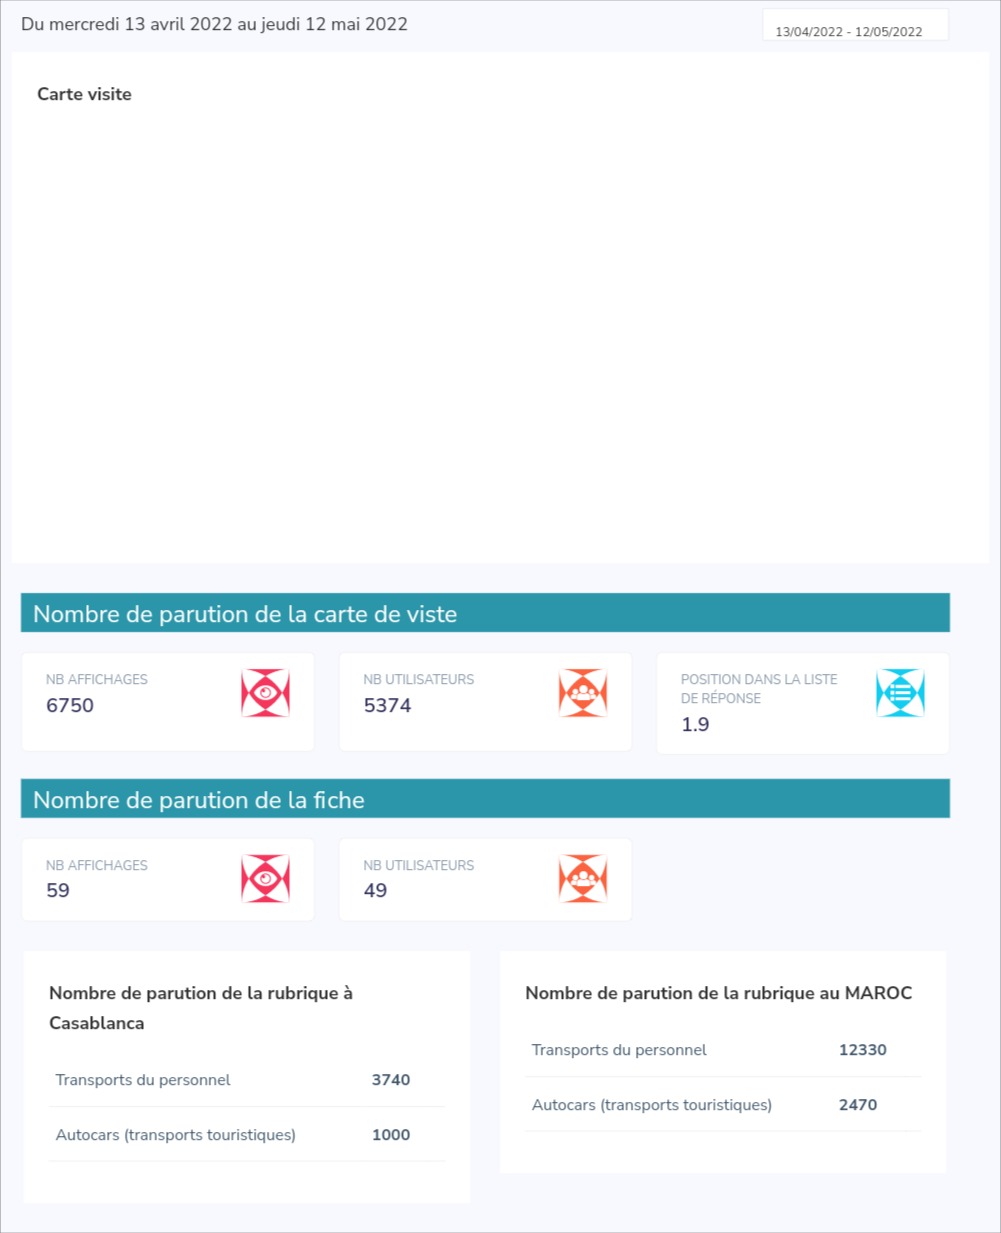 Du mercredi 13 avril 2022 au jeudi 12 mai 2022
13/04/2022 - 12/05/2022
Carte visite
Nombre de parution de la carte de viste
NB AFFICHAGES
6750
NB UTILISATEURS
5374
POSITION DANS LA LISTE
DE RÉPONSE
1.9
Nombre de parution de la fiche
NB AFFICHAGES
59
NB UTILISATEURS
49
Nombre de parution de la rubrique à
Casablanca
Transports du personnel 3740
Autocars (transports touristiques) 1000
Nombre de parution de la rubrique au MAROC
Transports du personnel 12330
Autocars (transports touristiques) 2470